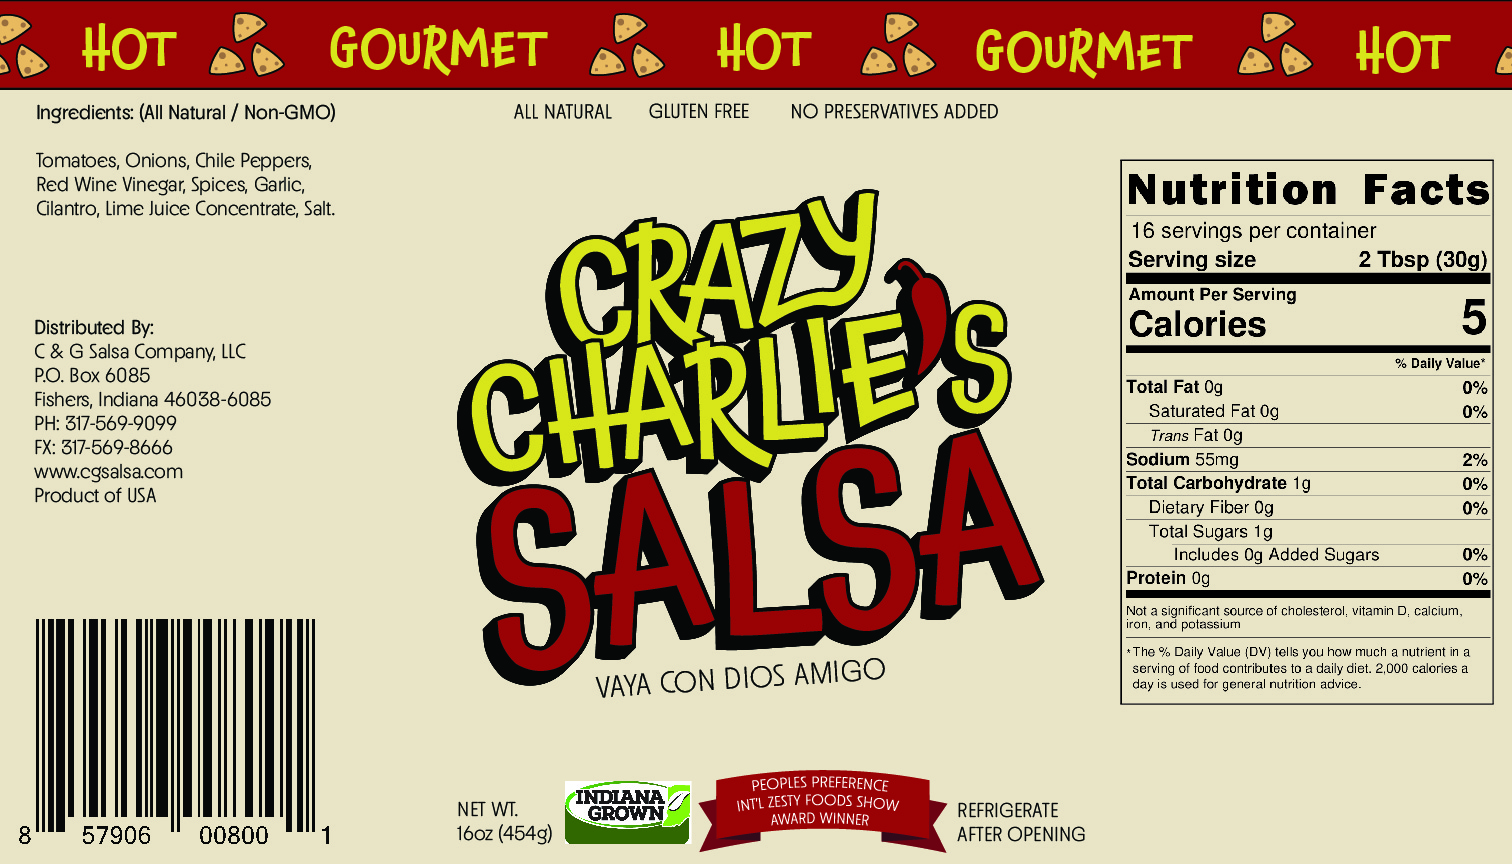 HOT GOURMET HOT GOURMET HOT
Ingredients: (All Natural / Non-GMO)
Tomatoes, Onions, Chile Peppers,
Red Wine Vinegar, Spices, Garlic,
Cilantro, Lime Juice Concentrate, Salt.
Distributed By:
C & G Salsa Company, LLC
P.O. Box 6085
Fishers, Indiana 46038-6085
PH: 317-569-9099
FX: 317-569-8666
www.cgsalsa.com
Product of USA
8 57906 00800 1
ALL NATURAL GLUTEN FREE NO PRESERVATIVES ADDED
CRAZY
CHARLIE'S
SALSA
VAYA CON DIOS AMIGO
NET WT.
16oz (454g)
INDIANA
GROWN
PEOPLES PREFERENCE
INT'L ZESTY FOODS SHOW
AWARD WINNER
REFRIGERATE
AFTER OPENING
Nutrition Facts
16 servings per container
Serving size 2 Tbsp (30g)
Amount Per Serving
Calories 5
% Daily Value*
Total Fat 0g 0%
Saturated Fat 0g 0%
Trans Fat 0g
Sodium 55mg 2%
Total Carbohydrate 1g 0%
Dietary Fiber 0g 0%
Total Sugars 1g
Includes 0g Added Sugars 0%
Protein 0g 0%
Not a significant source of cholesterol, vitamin D, calcium,
iron, and potassium
*The % Daily Value (DV) tells you how much a nutrient in a
serving of food contributes to a daily diet. 2,000 calories a
day is used for general nutrition advice.